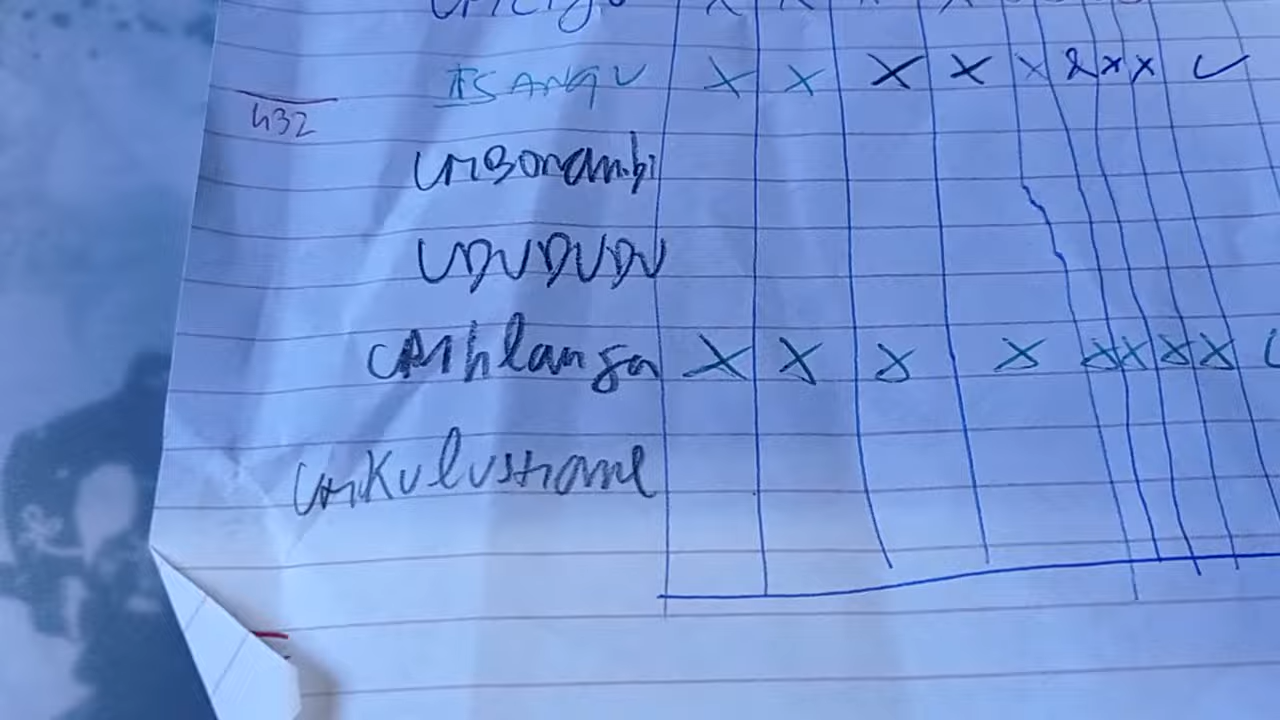 ISANGU X X X X X X X X ✓
432
UMBONAMBI
UDUDUDU
UMhlanga X X X X X X X X
UMKULUSHANE